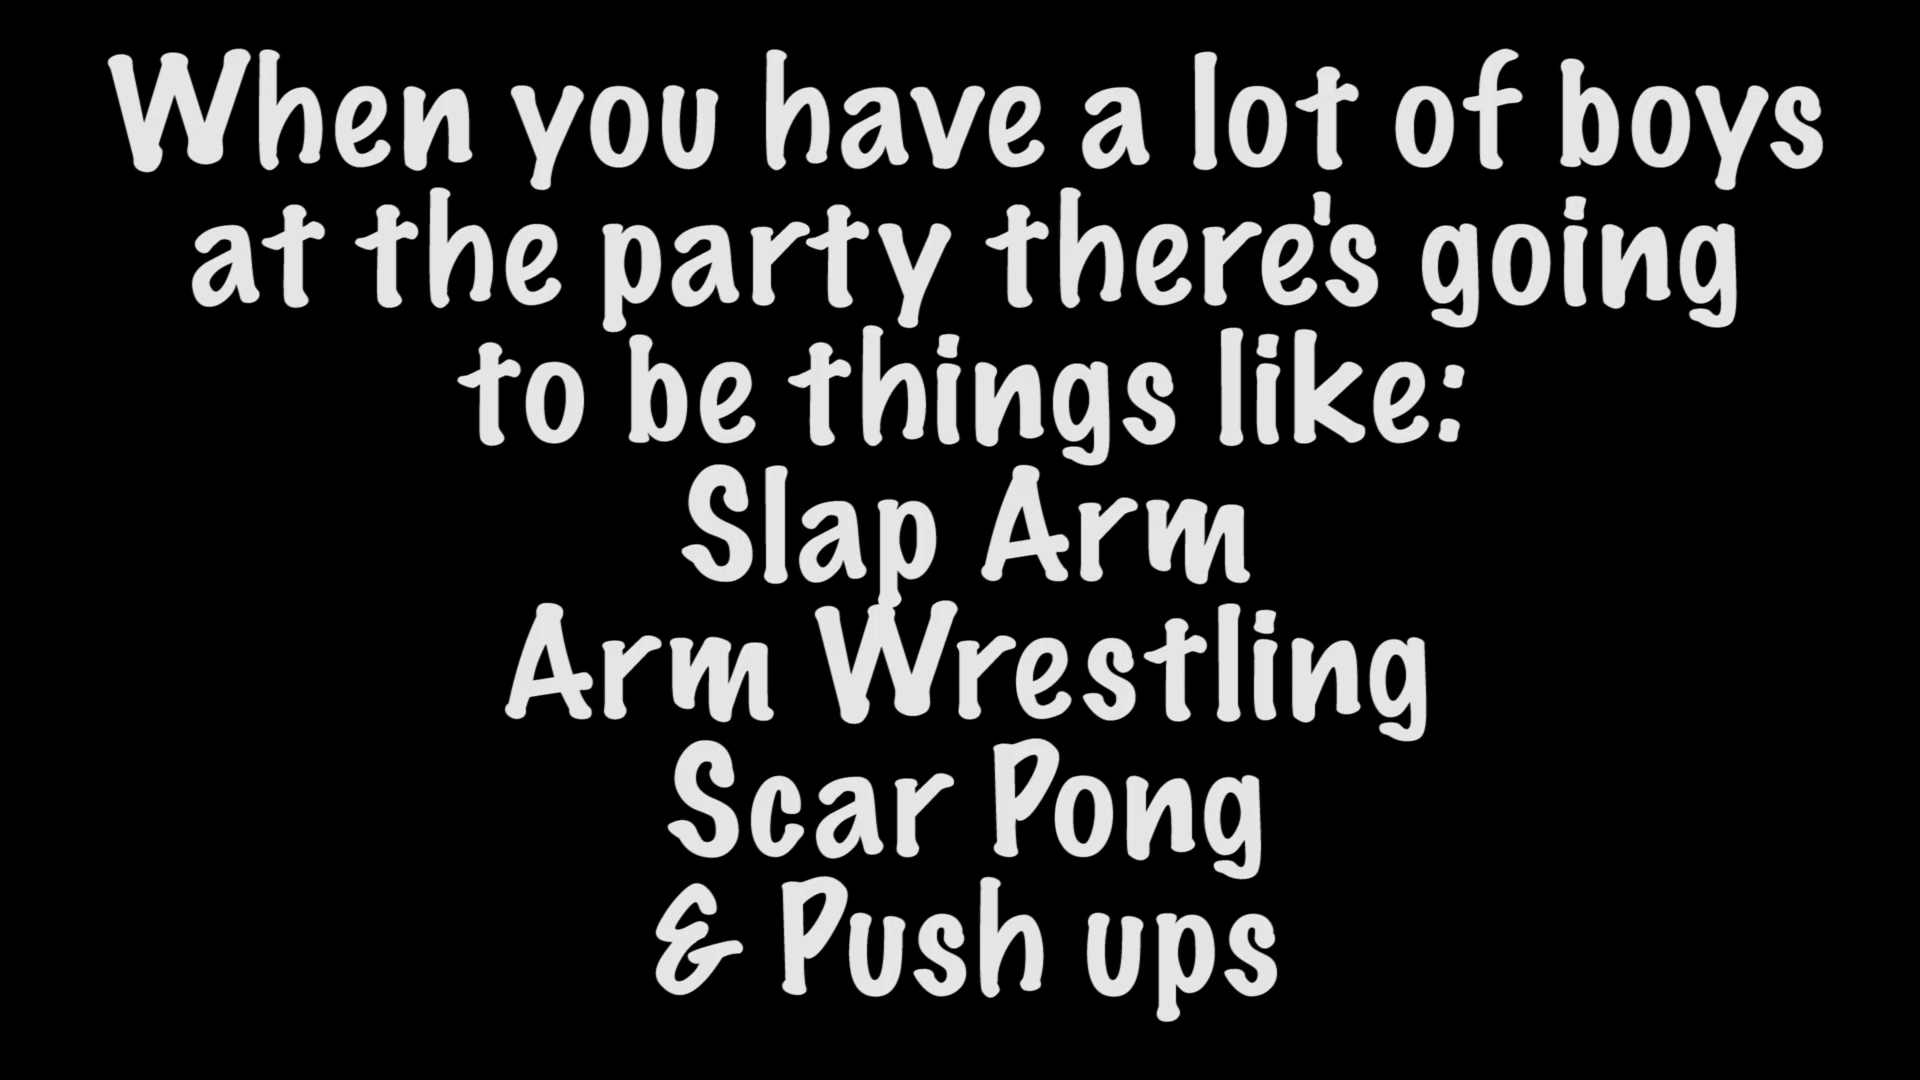 When you have a lot of boys
at the party there's going
to be things like:
Slap Arm
Arm Wrestling
Scar Pong
& Push ups